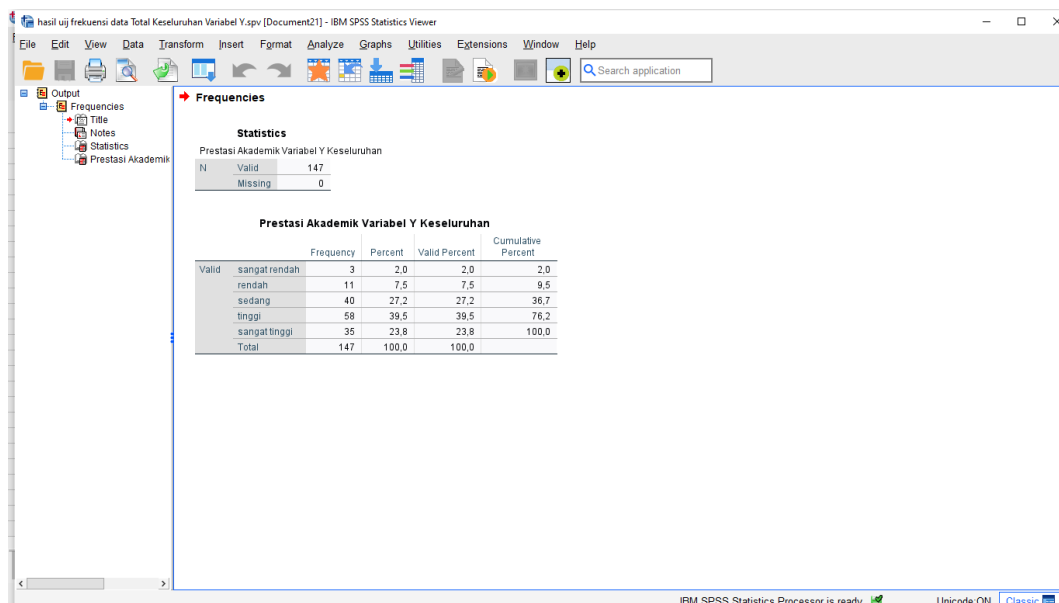 hasil uij frekuensi data Total Keseluruhan Variabel Y.spv [Document21] - IBM SPSS Statistics Viewer
File Edit View Data Transform Insert Format Analyze Graphs Utilities Extensions Window Help
Search application
Output
Frequencies
Title
Notes
Statistics
Prestasi Akademik
Frequencies
Statistics
Prestasi Akademik Variabel Y Keseluruhan
N Valid 147
Missing 0
Prestasi Akademik Variabel Y Keseluruhan
Frequency Percent Valid Percent Cumulative
Percent
Valid sangat rendah 3 2,0 2,0 2,0
rendah 11 7,5 7,5 9,5
sedang 40 27,2 27,2 36,7
tinggi 58 39,5 39,5 76,2
sangat tinggi 35 23,8 23,8 100,0
Total 147 100,0 100,0
IBM SPSS Statistics Processor is ready Unicode:ON Classic